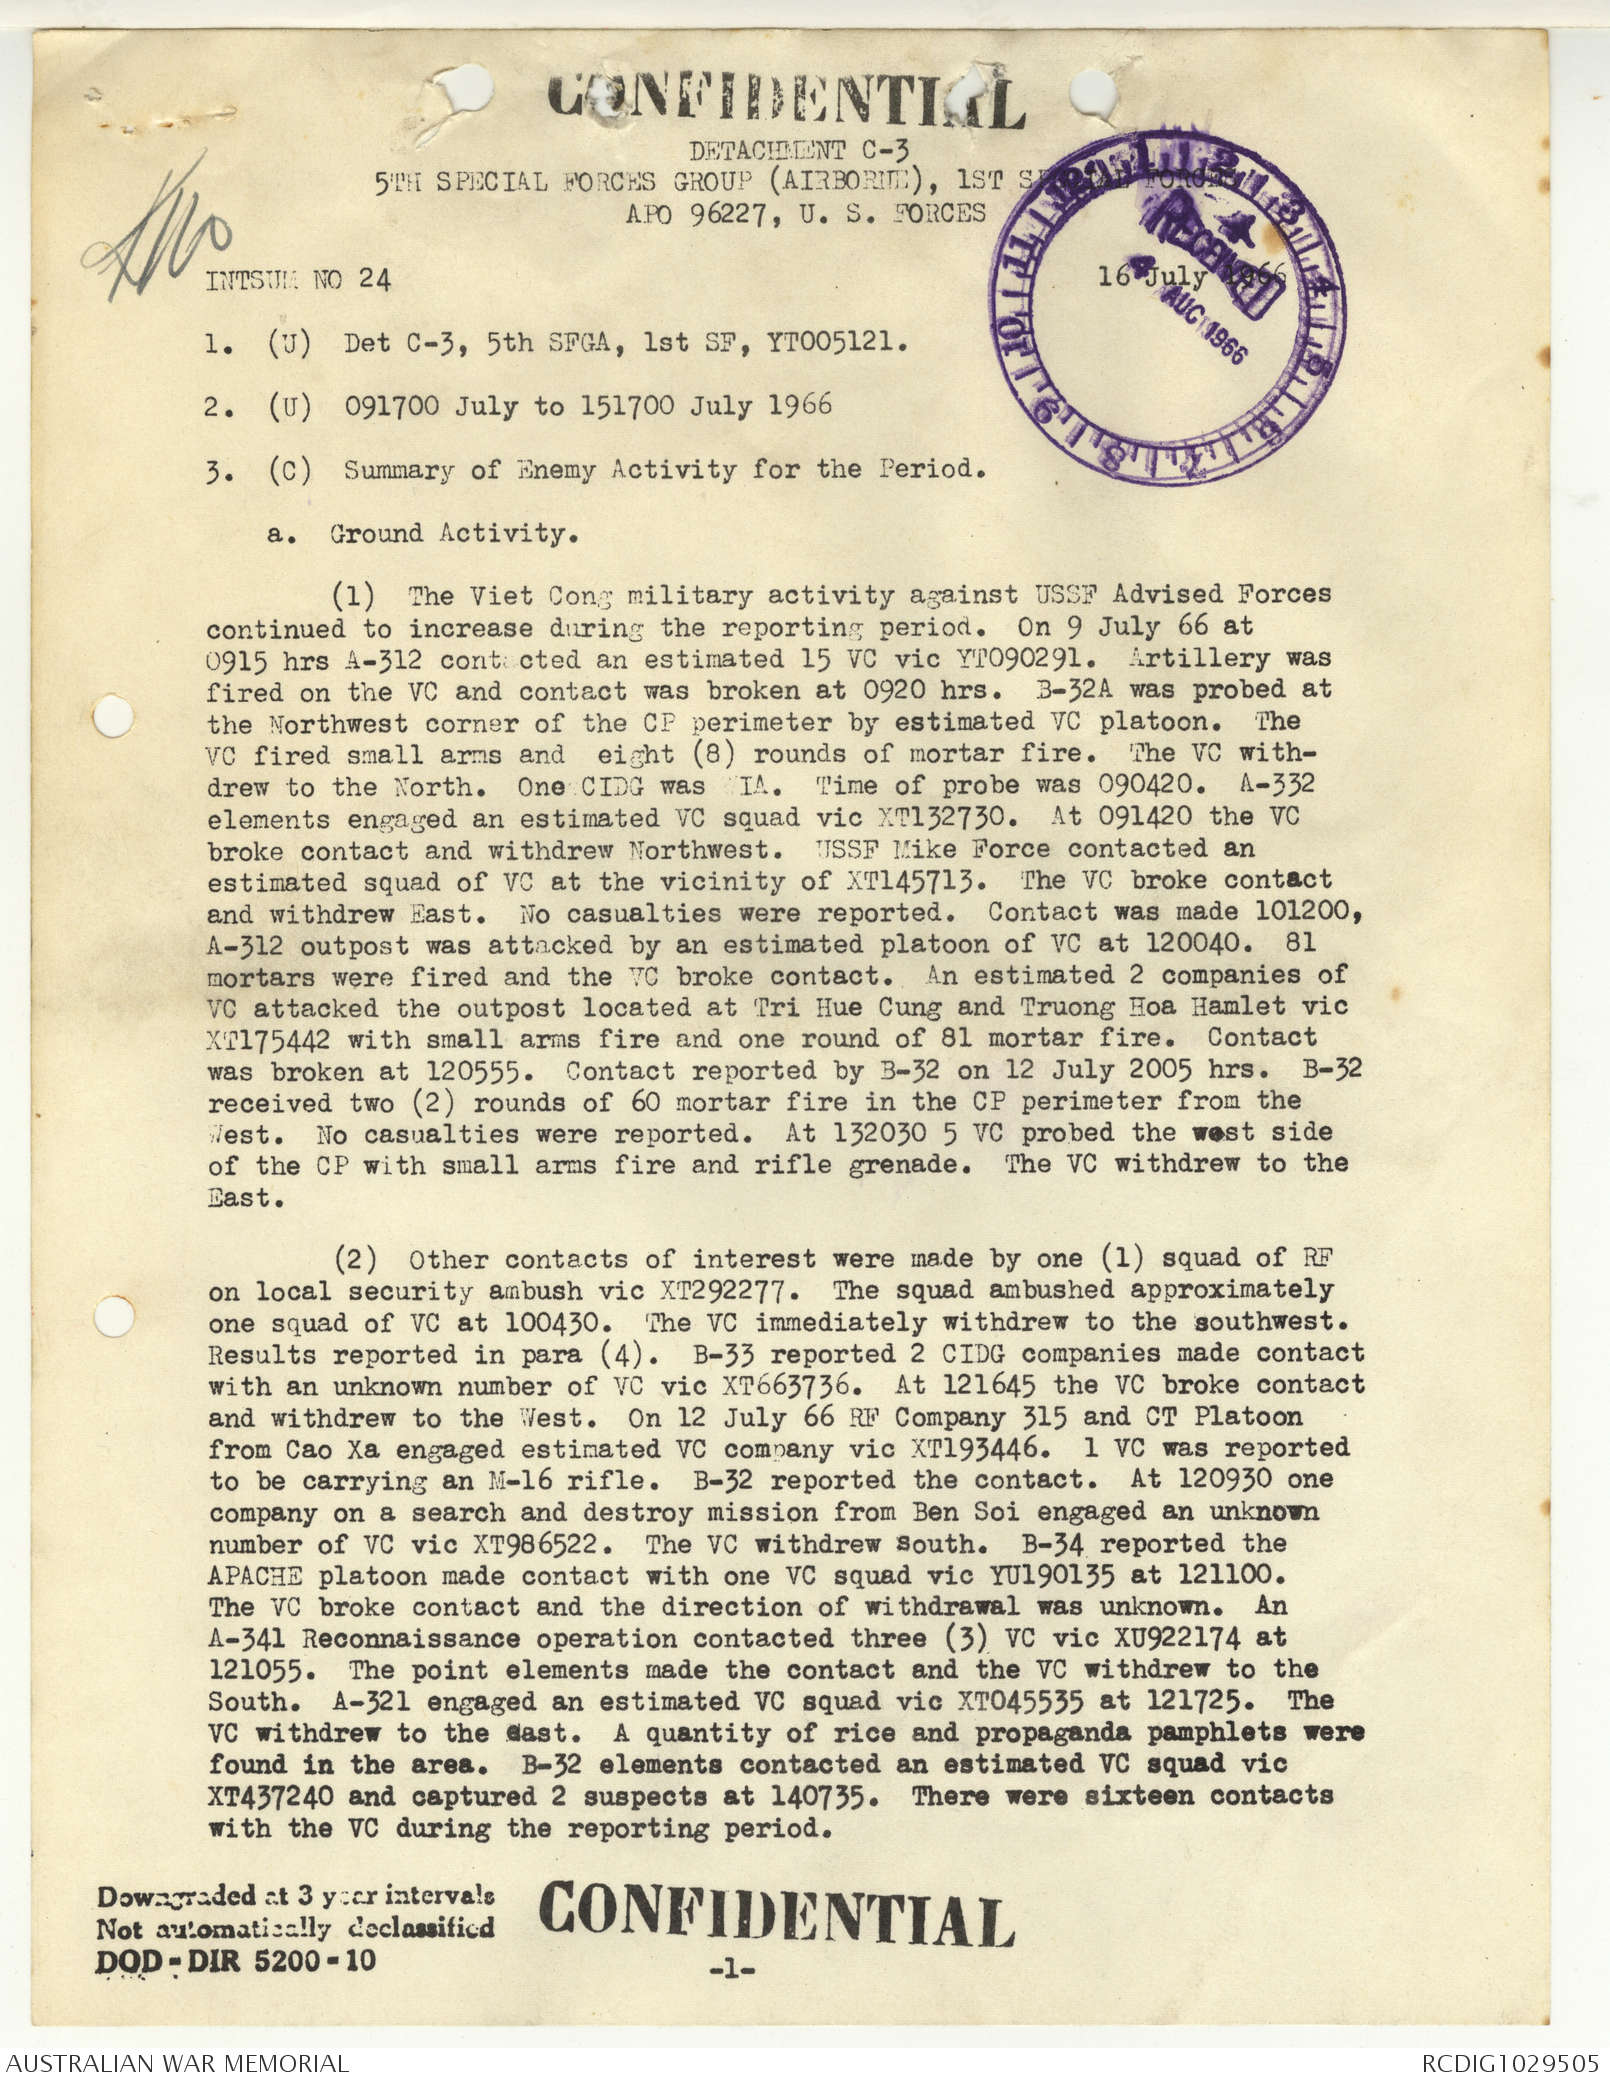 CONFIDENTIAL
DETACHMENT C-3
5TH SPECIAL FORCES GROUP (AIRBORNE), 1ST SPECIAL FORCES
APO 96227, U. S. FORCES
INTSUM NO 24
16 July 1966
RECEIVED
4 AUG 1966
1 2 3 4 5 6 7 8 9 10 11 12
1. (U) Det C-3, 5th SFGA, 1st SF, YT005121.
2. (U) 091700 July to 151700 July 1966
3. (C) Summary of Enemy Activity for the Period.
a. Ground Activity.
(1) The Viet Cong military activity against USSF Advised Forces
continued to increase during the reporting period. On 9 July 66 at
0915 hrs A-312 contacted an estimated 15 VC vic YT090291. Artillery was
fired on the VC and contact was broken at 0920 hrs. B-32A was probed at
the Northwest corner of the CP perimeter by estimated VC platoon. The
VC fired small arms and eight (8) rounds of mortar fire. The VC with-
drew to the North. One CIDG was WIA. Time of probe was 090420. A-332
elements engaged an estimated VC squad vic XT132730. At 091420 the VC
broke contact and withdrew Northwest. USSF Mike Force contacted an
estimated squad of VC at the vicinity of XT145713. The VC broke contact
and withdrew East. No casualties were reported. Contact was made 101200,
A-312 outpost was attacked by an estimated platoon of VC at 120040. 81
mortars were fired and the VC broke contact. An estimated 2 companies of
VC attacked the outpost located at Tri Hue Cung and Truong Hoa Hamlet vic
XT175442 with small arms fire and one round of 81 mortar fire. Contact
was broken at 120555. Contact reported by B-32 on 12 July 2005 hrs. B-32
received two (2) rounds of 60 mortar fire in the CP perimeter from the
West. No casualties were reported. At 132030 5 VC probed the west side
of the CP with small arms fire and rifle grenade. The VC withdrew to the
East.
(2) Other contacts of interest were made by one (1) squad of RF
on local security ambush vic XT292277. The squad ambushed approximately
one squad of VC at 100430. The VC immediately withdrew to the southwest.
Results reported in para (4). B-33 reported 2 CIDG companies made contact
with an unknown number of VC vic XT663736. At 121645 the VC broke contact
and withdrew to the West. On 12 July 66 RF Company 315 and CT Platoon
from Cao Xa engaged estimated VC company vic XT193446. 1 VC was reported
to be carrying an M-16 rifle. B-32 reported the contact. At 120930 one
company on a search and destroy mission from Ben Soi engaged an unknown
number of VC vic XT986522. The VC withdrew South. B-34 reported the
APACHE platoon made contact with one VC squad vic YU190135 at 121100.
The VC broke contact and the direction of withdrawal was unknown. An
A-341 Reconnaissance operation contacted three (3) VC vic XU922174 at
121055. The point elements made the contact and the VC withdrew to the
South. A-321 engaged an estimated VC squad vic XT045535 at 121725. The
VC withdrew to the east. A quantity of rice and propaganda pamphlets were
found in the area. B-32 elements contacted an estimated VC squad vic
XT437240 and captured 2 suspects at 140735. There were sixteen contacts
with the VC during the reporting period.
Downgraded at 3 year intervals
Not automatically declassified
DOD-DIR 5200-10
CONFIDENTIAL
-1-
AUSTRALIAN WAR MEMORIAL
RCDIG1029505